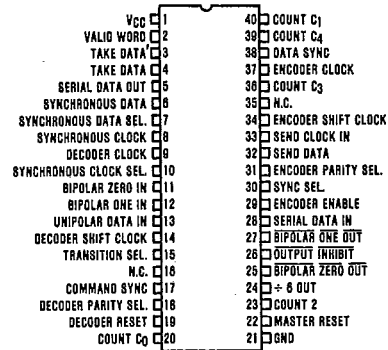 VCC 1
VALID WORD 2
TAKE DATA' 3
TAKE DATA 4
SERIAL DATA OUT 5
SYNCHRONOUS DATA 6
SYNCHRONOUS DATA SEL. 7
SYNCHRONOUS CLOCK 8
DECODER CLOCK 9
SYNCHRONOUS CLOCK SEL. 10
BIPOLAR ZERO IN 11
BIPOLAR ONE IN 12
UNIPOLAR DATA IN 13
DECODER SHIFT CLOCK 14
TRANSITION SEL. 15
N.C. 16
COMMAND SYNC 17
DECODER PARITY SEL. 18
DECODER RESET 19
COUNT C0 20
40 COUNT C1
39 COUNT C4
38 DATA SYNC
37 ENCODER CLOCK
36 COUNT C3
35 N.C.
34 ENCODER SHIFT CLOCK
33 SEND CLOCK IN
32 SEND DATA
31 ENCODER PARITY SEL.
30 SYNC SEL.
29 ENCODER ENABLE
28 SERIAL DATA IN
27 BIPOLAR ONE OUT
26 OUTPUT INHIBIT
25 BIPOLAR ZERO OUT
24 ÷ 6 OUT
23 COUNT 2
22 MASTER RESET
21 GND